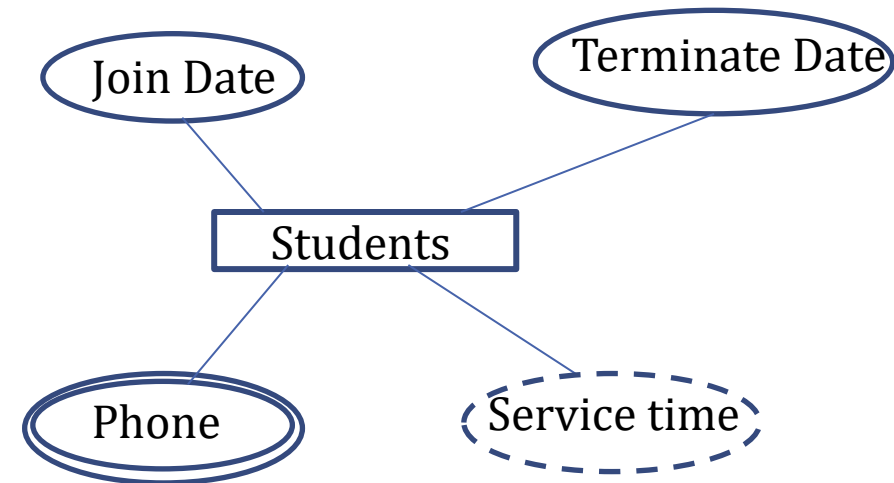 Join Date
Terminate Date
Students
Phone
Service time